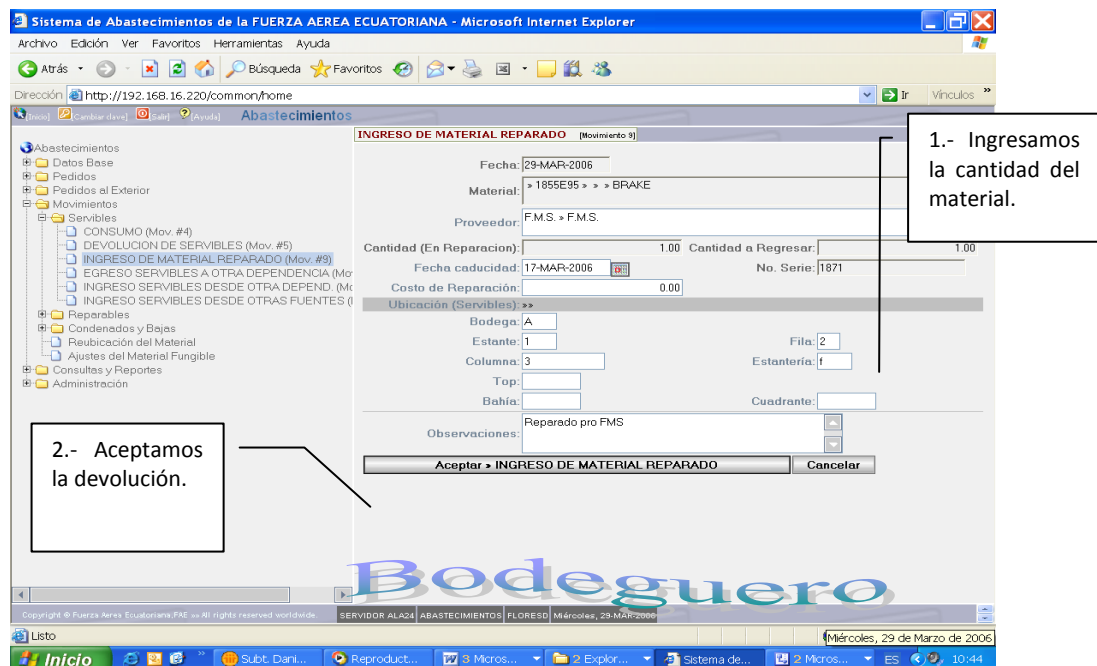 Sistema de Abastecimientos de la FUERZA AEREA ECUATORIANA - Microsoft Internet Explorer
Archivo Edición Ver Favoritos Herramientas Ayuda
Atrás Búsqueda Favoritos
Dirección http://192.168.16.220/common/home Ir Vínculos »
[Inicio] [Cambiar clave] [Salir] [Ayuda] Abastecimientos
INGRESO DE MATERIAL REPARADO [Movimiento 9]
1.- Ingresamos
la cantidad del
material.
Abastecimientos
Datos Base
Pedidos
Pedidos al Exterior
Movimientos
Servibles
CONSUMO (Mov. #4)
DEVOLUCION DE SERVIBLES (Mov. #5)
INGRESO DE MATERIAL REPARADO (Mov. #9)
EGRESO SERVIBLES A OTRA DEPENDENCIA (Mo
INGRESO SERVIBLES DESDE OTRA DEPEND. (Mo
INGRESO SERVIBLES DESDE OTRAS FUENTES (
Reparables
Condenados y Bajas
Reubicación del Material
Ajustes del Material Fungible
Consultas y Reportes
Administración
Fecha: 29-MAR-2006
Material: » 1855E95 » » » BRAKE
Proveedor: F.M.S. » F.M.S.
Cantidad (En Reparacion): 1.00 Cantidad a Regresar: 1.00
Fecha caducidad: 17-MAR-2006 No. Serie: 1871
Costo de Reparación: 0.00
Ubicación (Servibles): »»
Bodega: A
Estante: 1 Fila: 2
Columna: 3 Estantería: f
Top:
Bahía: Cuadrante:
Observaciones: Reparado pro FMS
Aceptar » INGRESO DE MATERIAL REPARADO Cancelar
2.- Aceptamos
la devolución.
Bodeguero
Copyright © Fuerza Aerea Ecuatoriana.FAE »» All rights reserved worldwide. SERVIDOR ALA24 ABASTECIMIENTOS FLORESD Miércoles, 29-MAR-2006
Listo
Miércoles, 29 de Marzo de 2006
Inicio » Subt. Dani... Reproduct... 3 Micros... 2 Explor... Sistema de... 2 Micros... ES 10:44